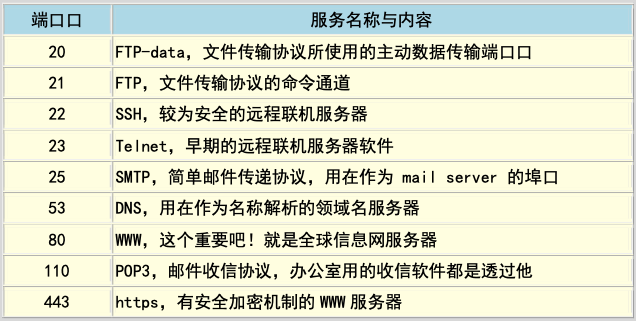 端口口 服务名称与内容
20 FTP-data，文件传输协议所使用的主动数据传输端口口
21 FTP，文件传输协议的命令通道
22 SSH，较为安全的远程联机服务器
23 Telnet，早期的远程联机服务器软件
25 SMTP，简单邮件传递协议，用在作为 mail server 的埠口
53 DNS，用在作为名称解析的领域名服务器
80 WWW，这个重要吧！就是全球信息网服务器
110 POP3，邮件收信协议，办公室用的收信软件都是透过他
443 https，有安全加密机制的WWW服务器